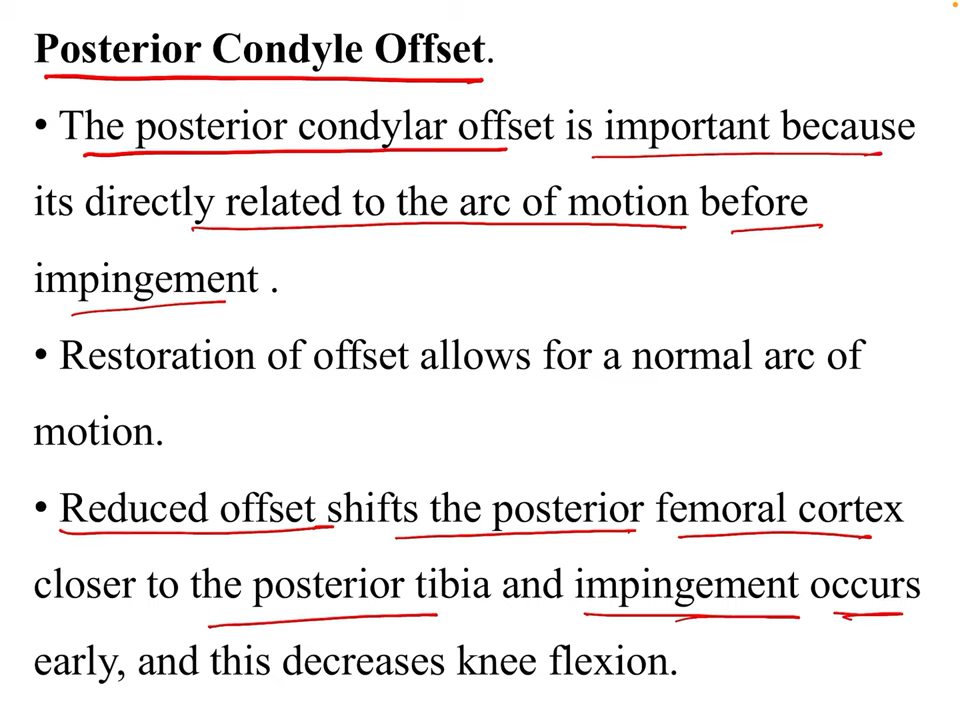 Posterior Condyle Offset.
• The posterior condylar offset is important because
its directly related to the arc of motion before
impingement .
• Restoration of offset allows for a normal arc of
motion.
• Reduced offset shifts the posterior femoral cortex
closer to the posterior tibia and impingement occurs
early, and this decreases knee flexion.